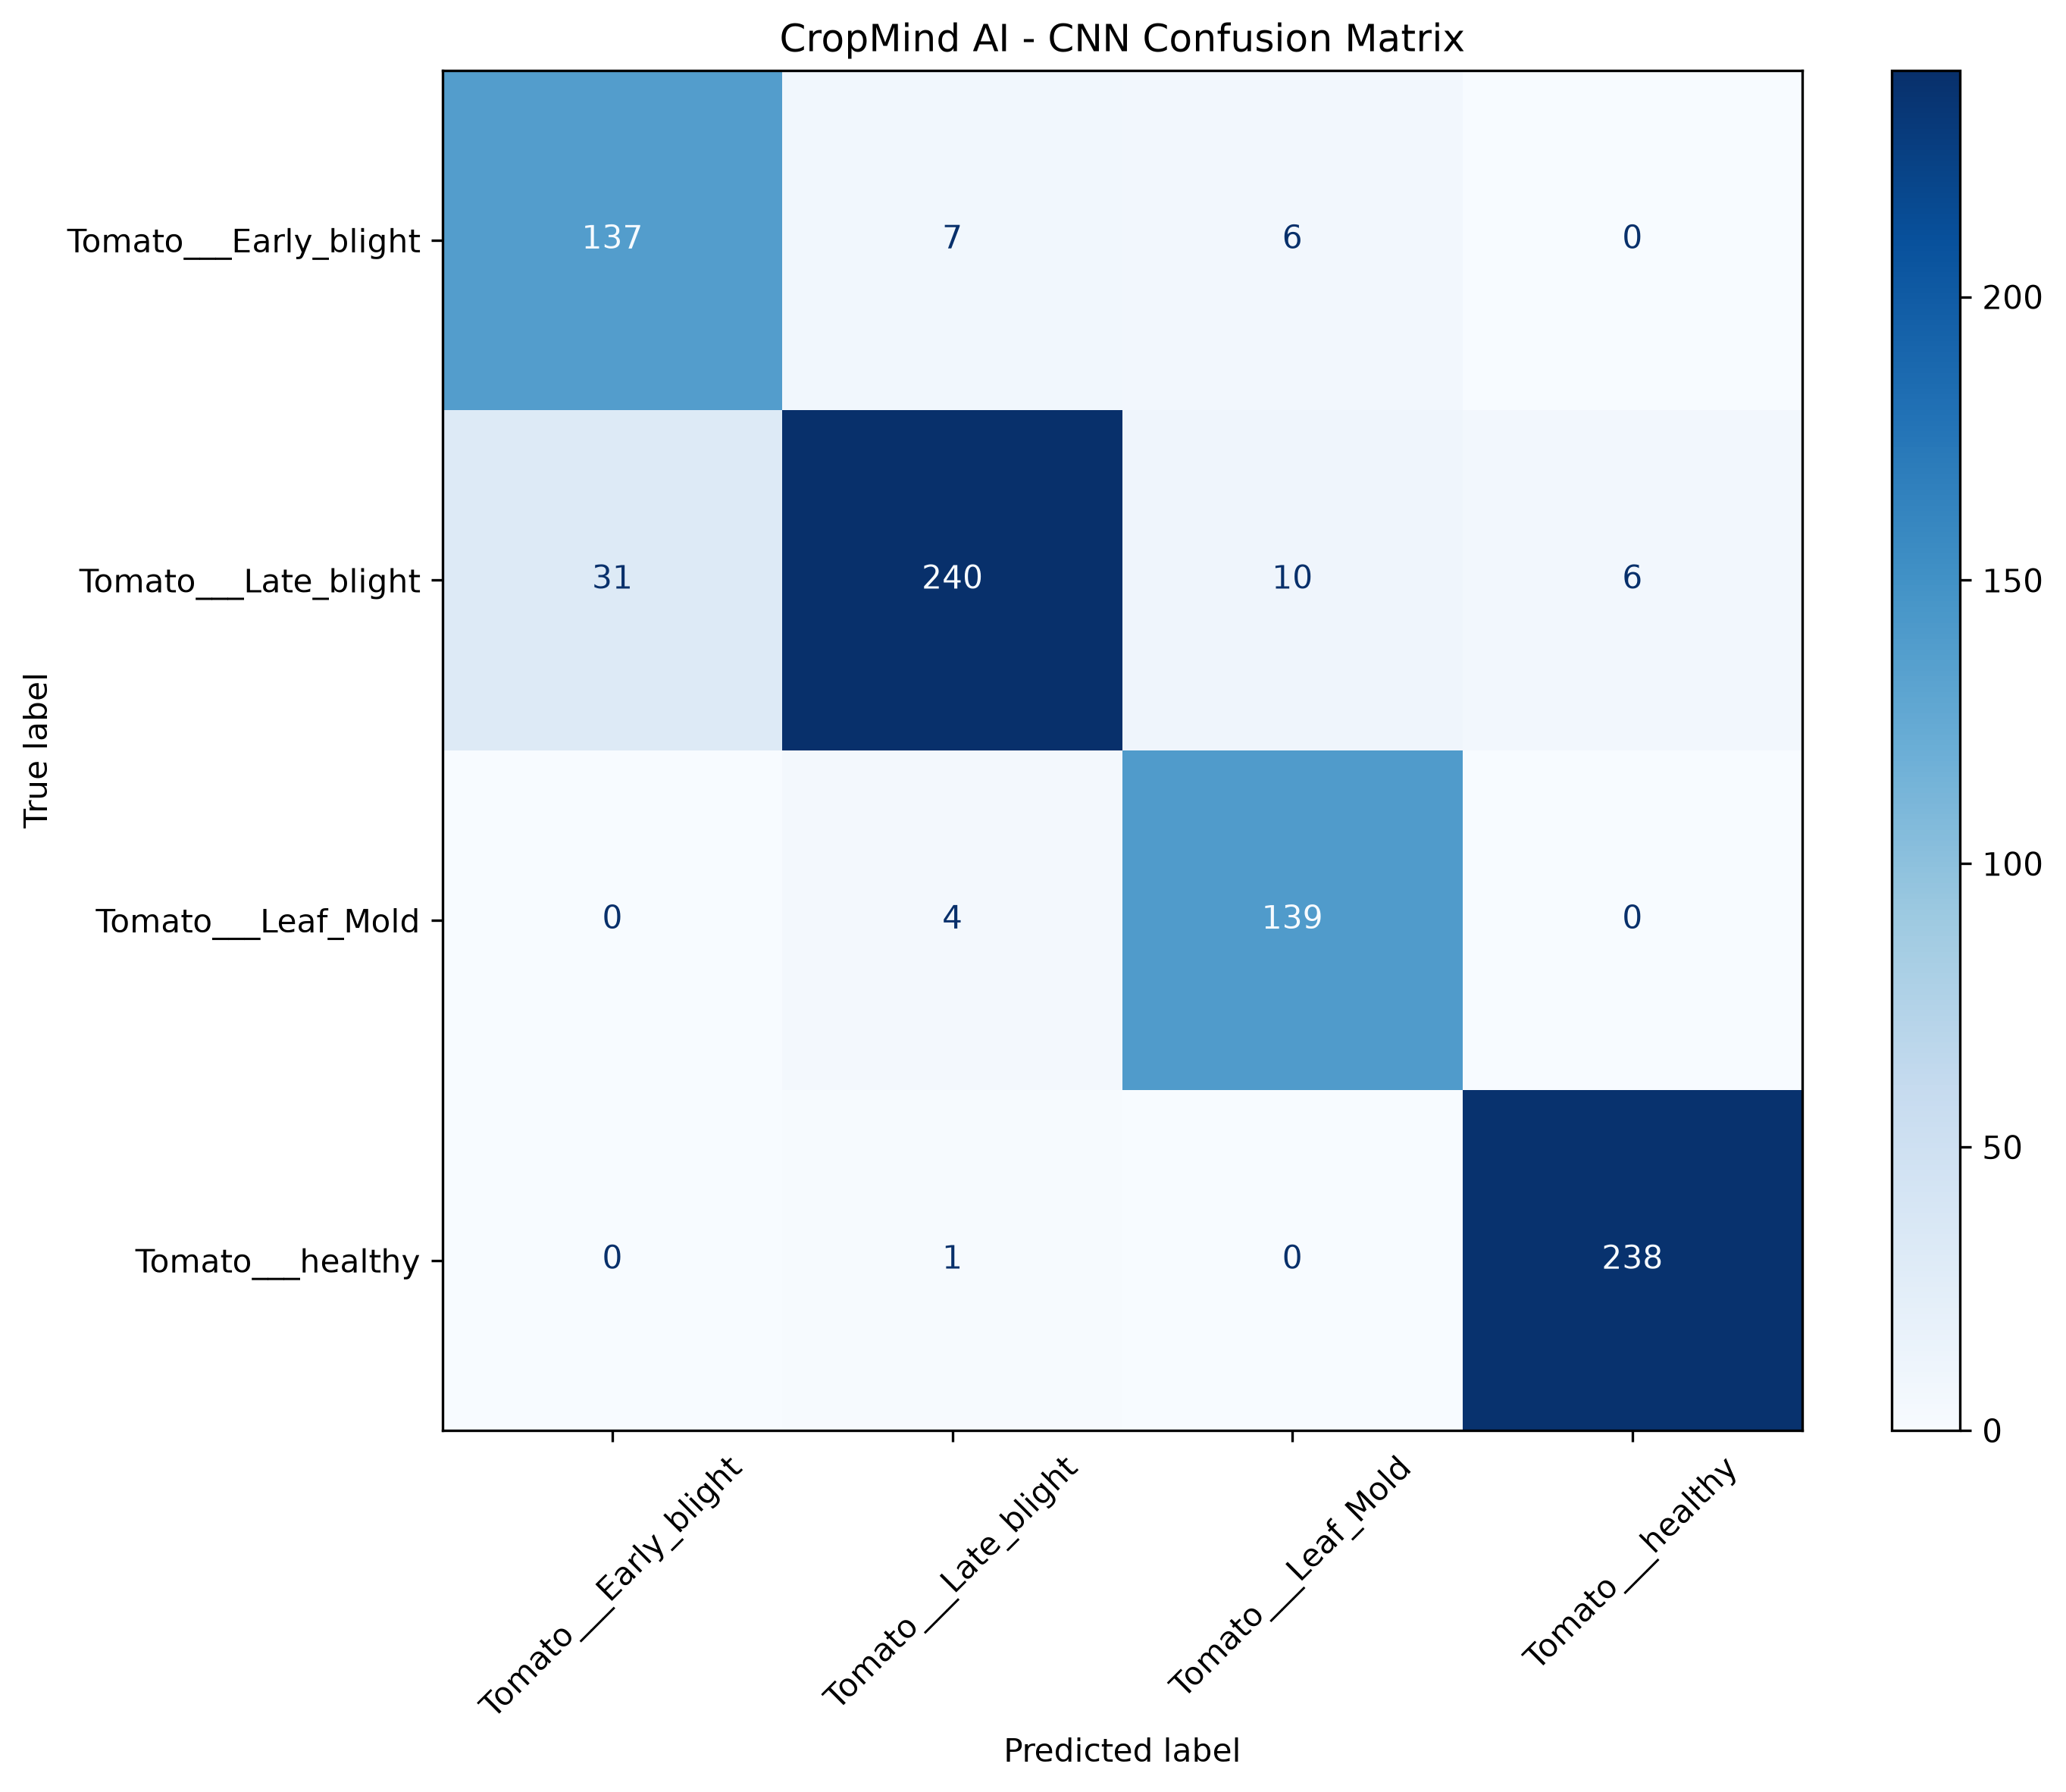 CropMind AI - CNN Confusion Matrix
Tomato___Early_blight
137 7 6 0
Tomato___Late_blight
31 240 10 6
Tomato___Leaf_Mold
0 4 139 0
Tomato___healthy
0 1 0 238
True label
Tomato___Early_blight
Tomato___Late_blight
Tomato___Leaf_Mold
Tomato___healthy
Predicted label
200
150
100
50
0